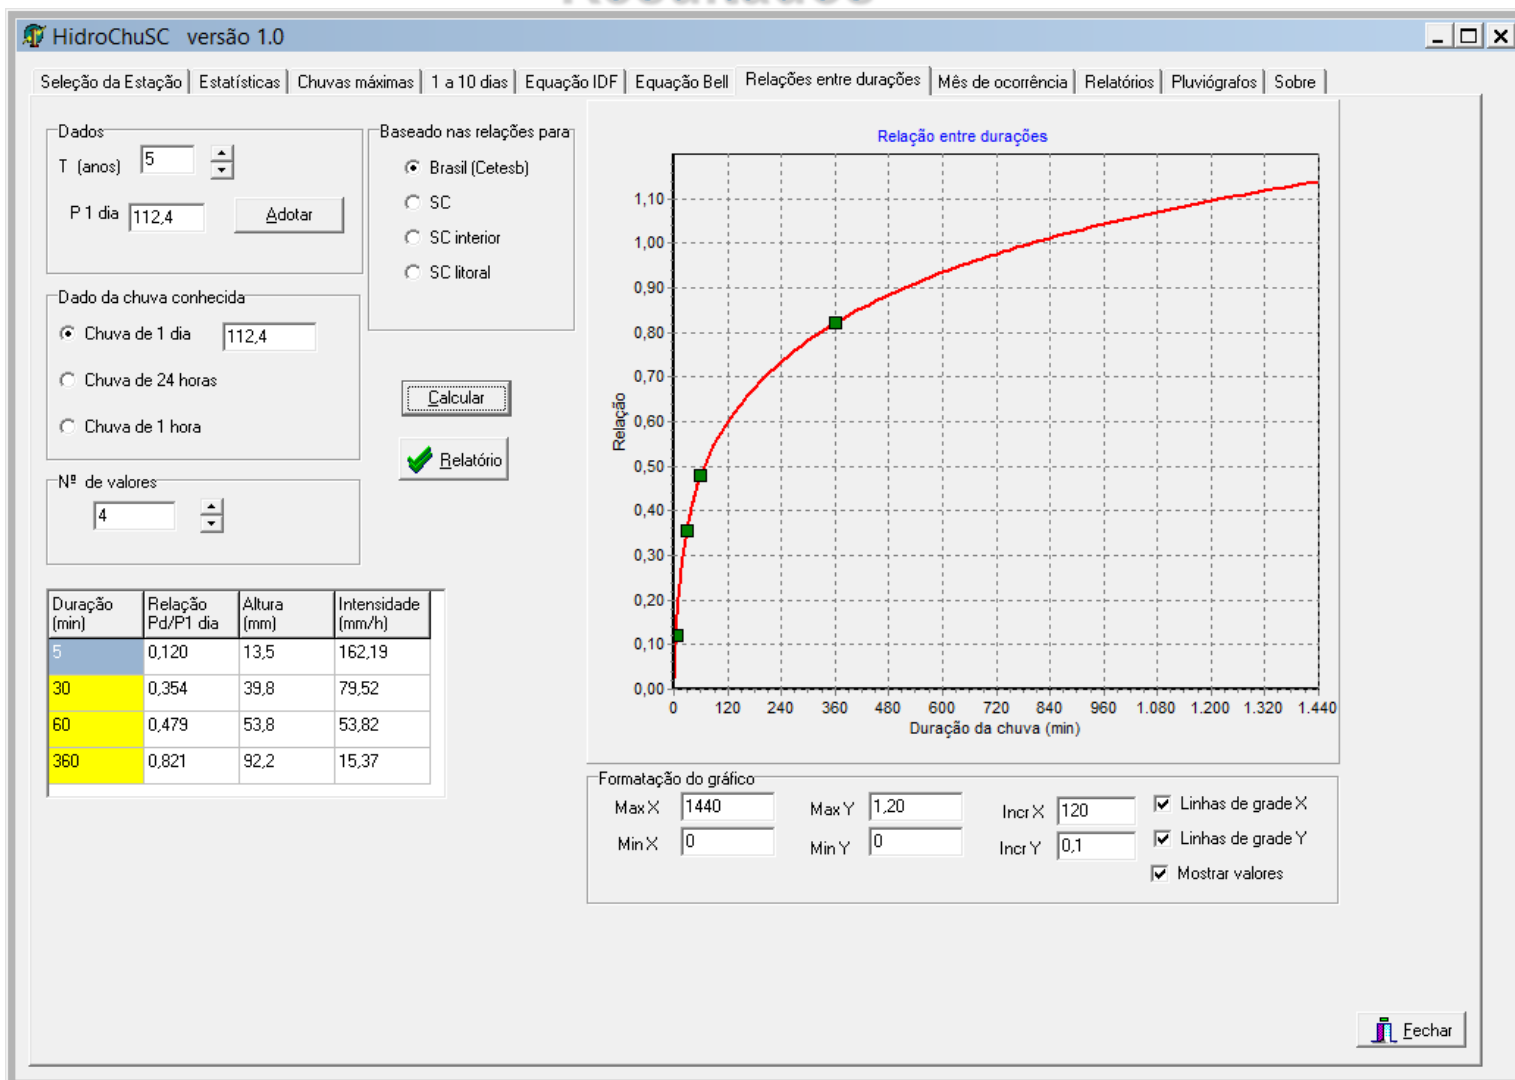 Resultados
HidroChuSC versão 1.0
Seleção da Estação Estatísticas Chuvas máximas 1 a 10 dias Equação IDF Equação Bell Relações entre durações Mês de ocorrência Relatórios Pluviógrafos Sobre
Dados
T (anos) 5
P 1 dia 112,4 Adotar
Baseado nas relações para
Brasil (Cetesb)
SC
SC interior
SC litoral
Dado da chuva conhecida
Chuva de 1 dia 112,4
Chuva de 24 horas
Chuva de 1 hora
Calcular
Relatório
Nº de valores
4
Duração (min) Relação Pd/P1 dia Altura (mm) Intensidade (mm/h)
5 0,120 13,5 162,19
30 0,354 39,8 79,52
60 0,479 53,8 53,82
360 0,821 92,2 15,37
Relação entre durações
Relação
1,10
1,00
0,90
0,80
0,70
0,60
0,50
0,40
0,30
0,20
0,10
0,00
0 120 240 360 480 600 720 840 960 1.080 1.200 1.320 1.440
Duração da chuva (min)
Formatação do gráfico
Max X 1440 Max Y 1,20 Incr X 120 Linhas de grade X
Min X 0 Min Y 0 Incr Y 0,1 Linhas de grade Y
Mostrar valores
Fechar